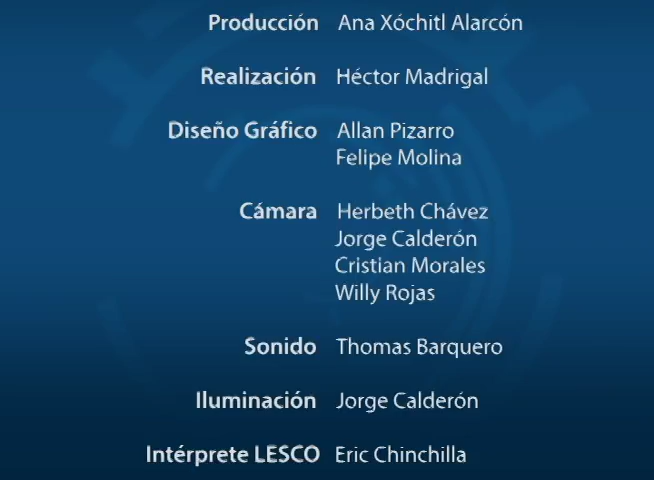 Producción Ana Xóchitl Alarcón
Realización Héctor Madrigal
Diseño Gráfico Allan Pizarro
Felipe Molina
Cámara Herbeth Chávez
Jorge Calderón
Cristian Morales
Willy Rojas
Sonido Thomas Barquero
Iluminación Jorge Calderón
Intérprete LESCO Eric Chinchilla